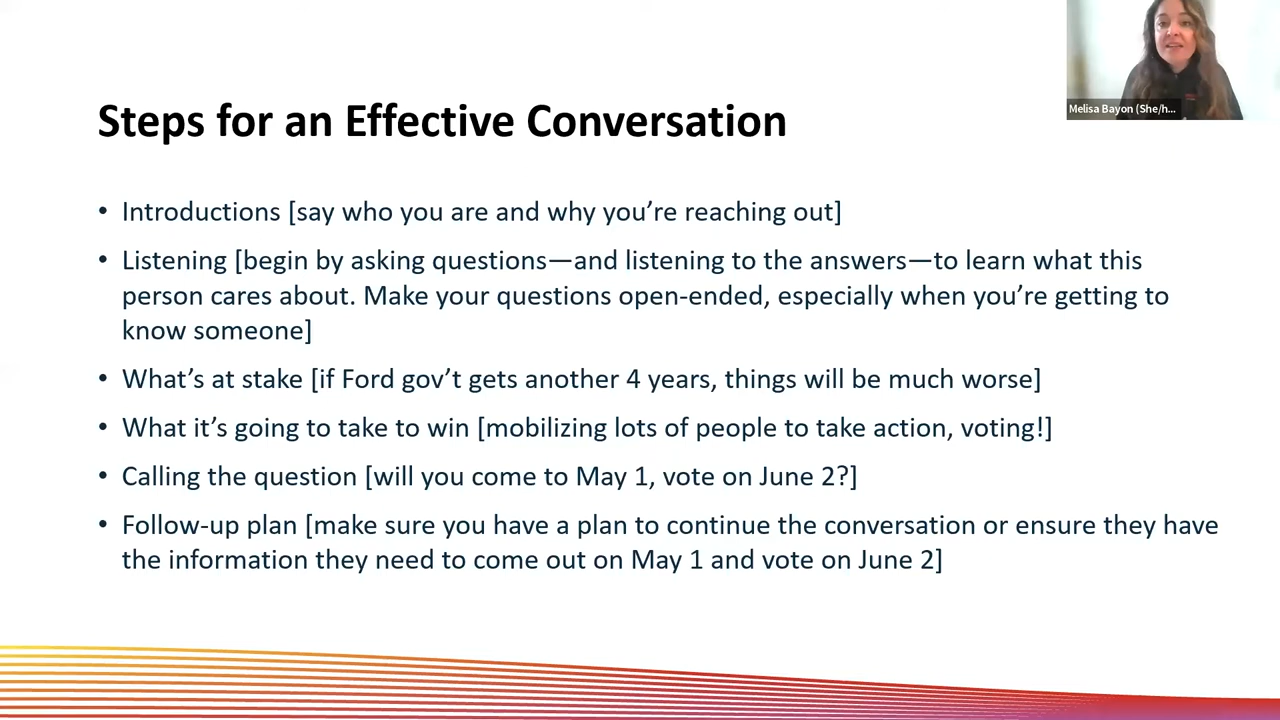 Melisa Bayon (She/h...
Steps for an Effective Conversation
• Introductions [say who you are and why you’re reaching out]
• Listening [begin by asking questions—and listening to the answers—to learn what this
person cares about. Make your questions open-ended, especially when you’re getting to
know someone]
• What’s at stake [if Ford gov’t gets another 4 years, things will be much worse]
• What it’s going to take to win [mobilizing lots of people to take action, voting!]
• Calling the question [will you come to May 1, vote on June 2?]
• Follow-up plan [make sure you have a plan to continue the conversation or ensure they have
the information they need to come out on May 1 and vote on June 2]